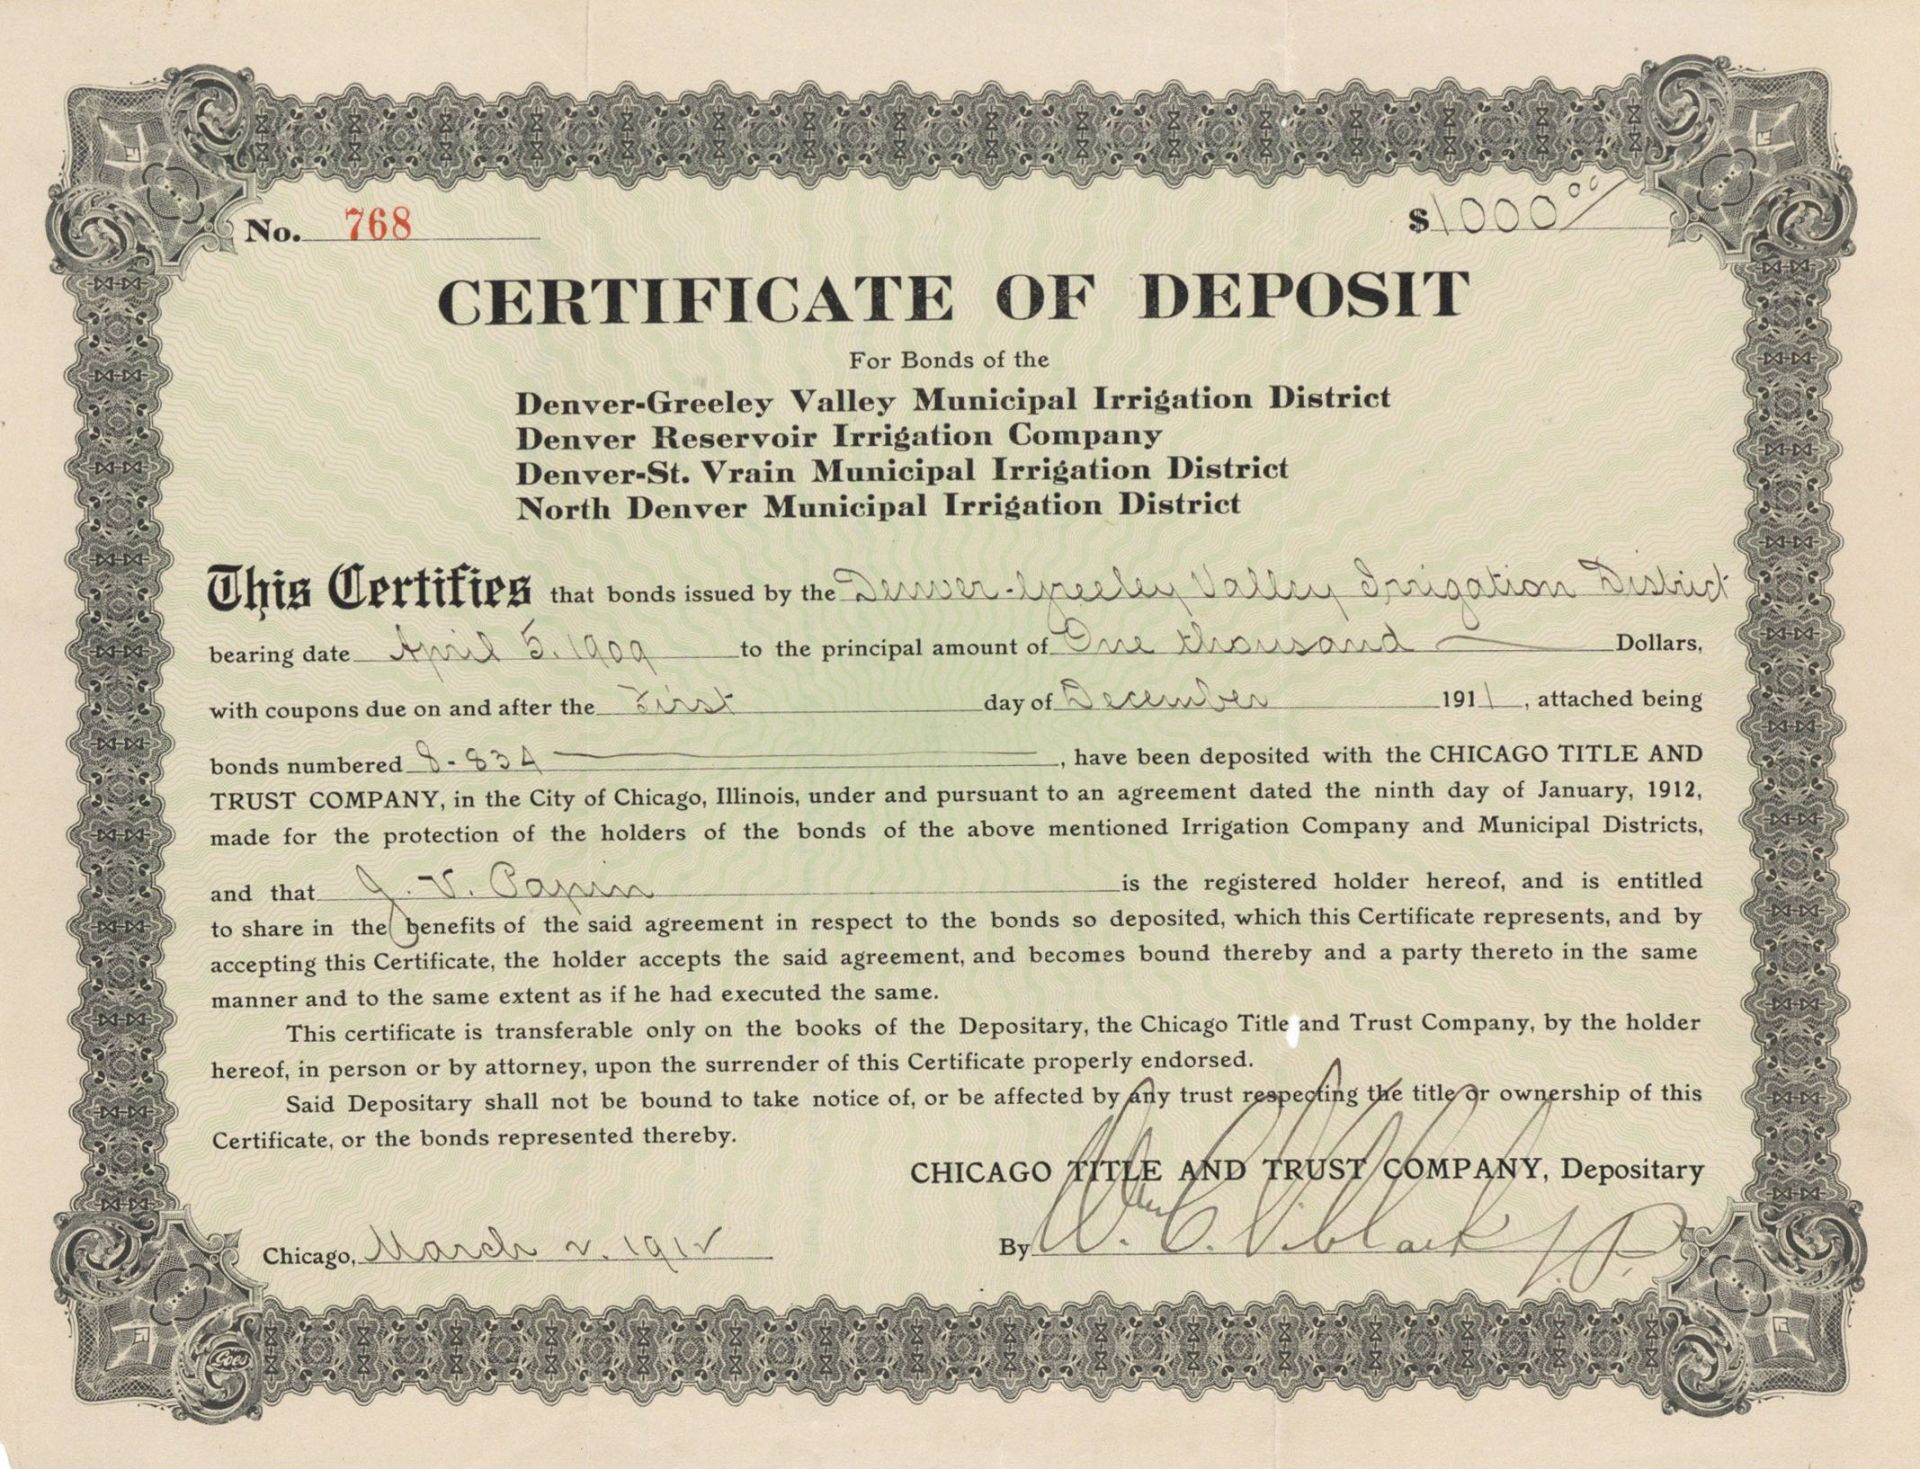 No. 768
$1000 00/
CERTIFICATE OF DEPOSIT
For Bonds of the
Denver-Greeley Valley Municipal Irrigation District
Denver Reservoir Irrigation Company
Denver-St. Vrain Municipal Irrigation District
North Denver Municipal Irrigation District
This Certifies that bonds issued by the Denver-Greeley Valley Irrigation District
bearing date April 5. 1909 to the principal amount of One thousand Dollars,
with coupons due on and after the First day of December 1911, attached being
bonds numbered 8-834, have been deposited with the CHICAGO TITLE AND
TRUST COMPANY, in the City of Chicago, Illinois, under and pursuant to an agreement dated the ninth day of January, 1912,
made for the protection of the holders of the bonds of the above mentioned Irrigation Company and Municipal Districts,
and that J. V. Papin is the registered holder hereof, and is entitled
to share in the benefits of the said agreement in respect to the bonds so deposited, which this Certificate represents, and by
accepting this Certificate, the holder accepts the said agreement, and becomes bound thereby and a party thereto in the same
manner and to the same extent as if he had executed the same.
This certificate is transferable only on the books of the Depositary, the Chicago Title and Trust Company, by the holder
hereof, in person or by attorney, upon the surrender of this Certificate properly endorsed.
Said Depositary shall not be bound to take notice of, or be affected by any trust respecting the title or ownership of this
Certificate, or the bonds represented thereby.
CHICAGO TITLE AND TRUST COMPANY, Depositary
Chicago, March 2. 1912
By Wm. C. Niblack V.P.
Goes